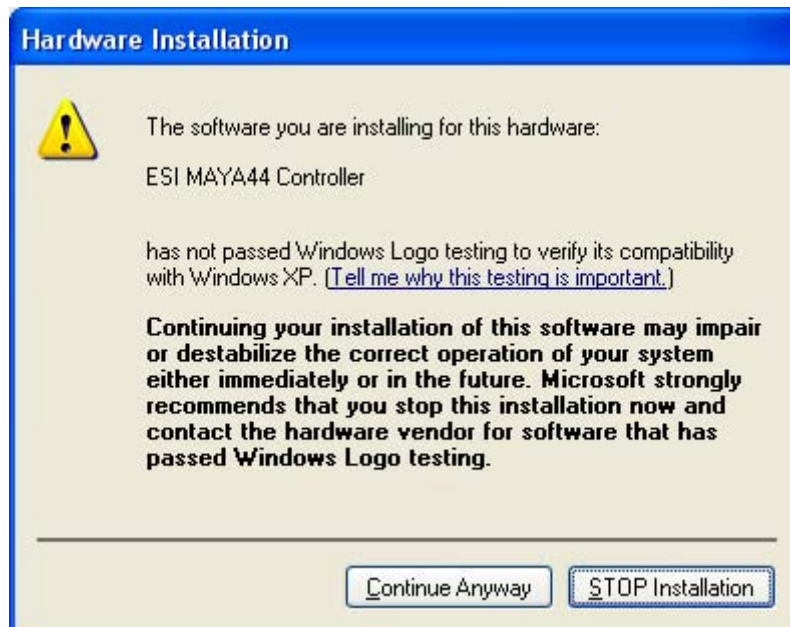 Hardware Installation
The software you are installing for this hardware:
ESI MAYA44 Controller
has not passed Windows Logo testing to verify its compatibility
with Windows XP. (Tell me why this testing is important.)
Continuing your installation of this software may impair
or destabilize the correct operation of your system
either immediately or in the future. Microsoft strongly
recommends that you stop this installation now and
contact the hardware vendor for software that has
passed Windows Logo testing.
Continue Anyway STOP Installation